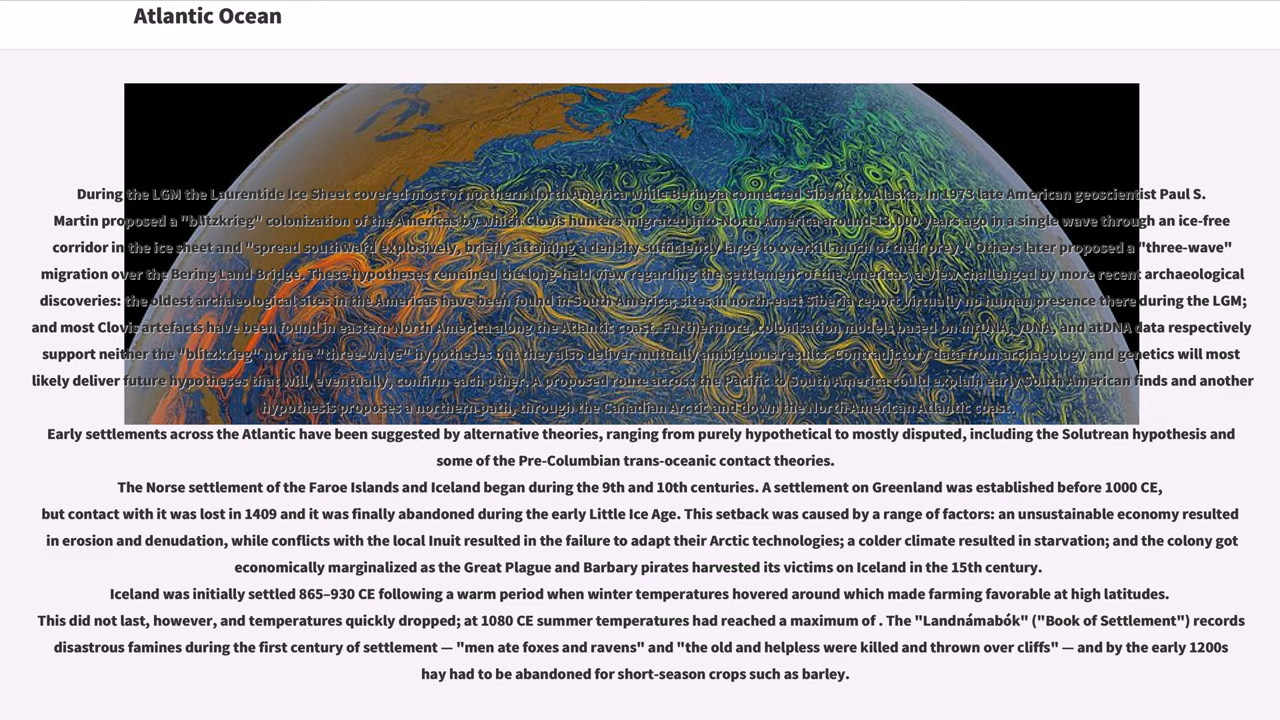 Atlantic Ocean
During the LGM the Laurentide Ice Sheet covered most of northern North America while Beringia connected Siberia to Alaska. In 1973 late American geoscientist Paul S.
Martin proposed a "blitzkrieg" colonization of the Americas by which Clovis hunters migrated into North America around 13,000 years ago in a single wave through an ice-free
corridor in the ice sheet and "spread southward explosively, briefly attaining a density sufficiently large to overkill much of their prey." Others later proposed a "three-wave"
migration over the Bering Land Bridge. These hypotheses remained the long-held view regarding the settlement of the Americas, a view challenged by more recent archaeological
discoveries: the oldest archaeological sites in the Americas have been found in South America; sites in north-east Siberia report virtually no human presence there during the LGM;
and most Clovis artefacts have been found in eastern North America along the Atlantic coast. Furthermore, colonisation models based on mtDNA, yDNA, and atDNA data respectively
support neither the "blitzkrieg" nor the "three-wave" hypotheses but they also deliver mutually ambiguous results. Contradictory data from archaeology and genetics will most
likely deliver future hypotheses that will, eventually, confirm each other. A proposed route across the Pacific to South America could explain early South American finds and another
hypothesis proposes a northern path, through the Canadian Arctic and down the North American Atlantic coast.
Early settlements across the Atlantic have been suggested by alternative theories, ranging from purely hypothetical to mostly disputed, including the Solutrean hypothesis and
some of the Pre-Columbian trans-oceanic contact theories.
The Norse settlement of the Faroe Islands and Iceland began during the 9th and 10th centuries. A settlement on Greenland was established before 1000 CE,
but contact with it was lost in 1409 and it was finally abandoned during the early Little Ice Age. This setback was caused by a range of factors: an unsustainable economy resulted
in erosion and denudation, while conflicts with the local Inuit resulted in the failure to adapt their Arctic technologies; a colder climate resulted in starvation; and the colony got
economically marginalized as the Great Plague and Barbary pirates harvested its victims on Iceland in the 15th century.
Iceland was initially settled 865–930 CE following a warm period when winter temperatures hovered around which made farming favorable at high latitudes.
This did not last, however, and temperatures quickly dropped; at 1080 CE summer temperatures had reached a maximum of . The "Landnámabók" ("Book of Settlement") records
disastrous famines during the first century of settlement — "men ate foxes and ravens" and "the old and helpless were killed and thrown over cliffs" — and by the early 1200s
hay had to be abandoned for short-season crops such as barley.